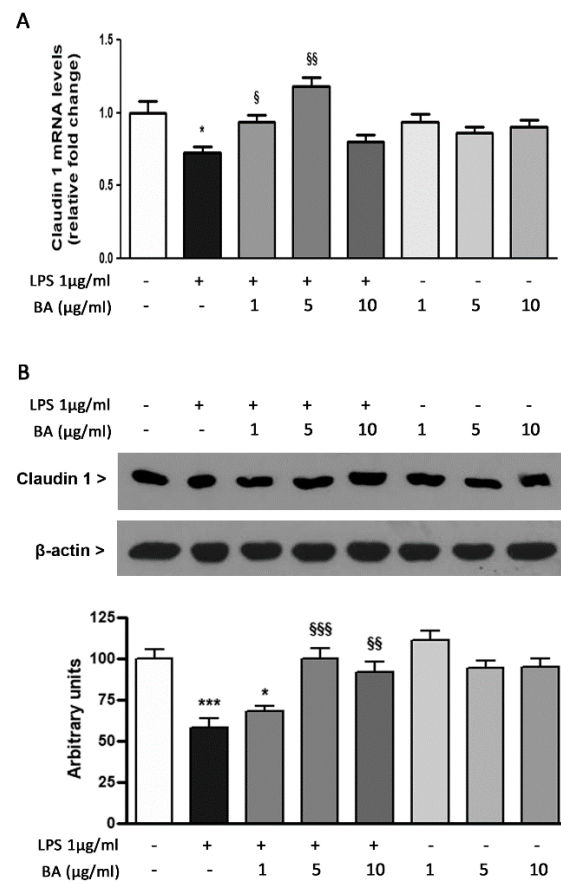 A
Claudin 1 mRNA levels
(relative fold change)
1.5
1.0
0.5
0.0
*
§
§§
LPS 1µg/ml - + + + + - - -
BA (µg/ml) - - 1 5 10 1 5 10
B
LPS 1µg/ml - + + + + - - -
BA (µg/ml) - - 1 5 10 1 5 10
Claudin 1 >
β-actin >
Arbitrary units
125
100
75
50
25
0
***
*
§§§
§§
LPS 1µg/ml - + + + + - - -
BA (µg/ml) - - 1 5 10 1 5 10